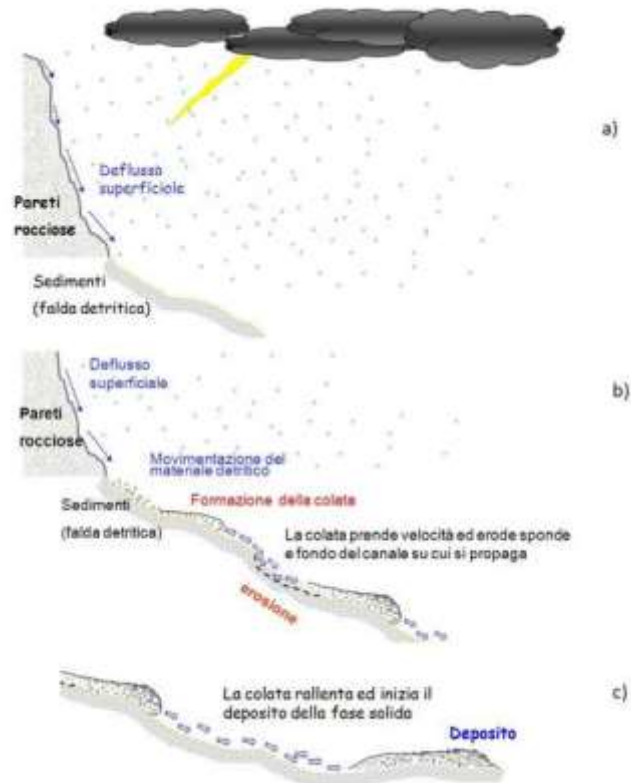 a)
Deflusso
superficiale
Pareti
rocciose
Sedimenti
(falda detritica)
b)
Deflusso
superficiale
Pareti
rocciose
Movimentazione del
materiale detritico
Formazione della colata
Sedimenti
(falda detritica)
La colata prende velocità ed erode sponde
e fondo del canale su cui si propaga
erosione
c)
La colata rallenta ed inizia il
deposito della fase solida
Deposito